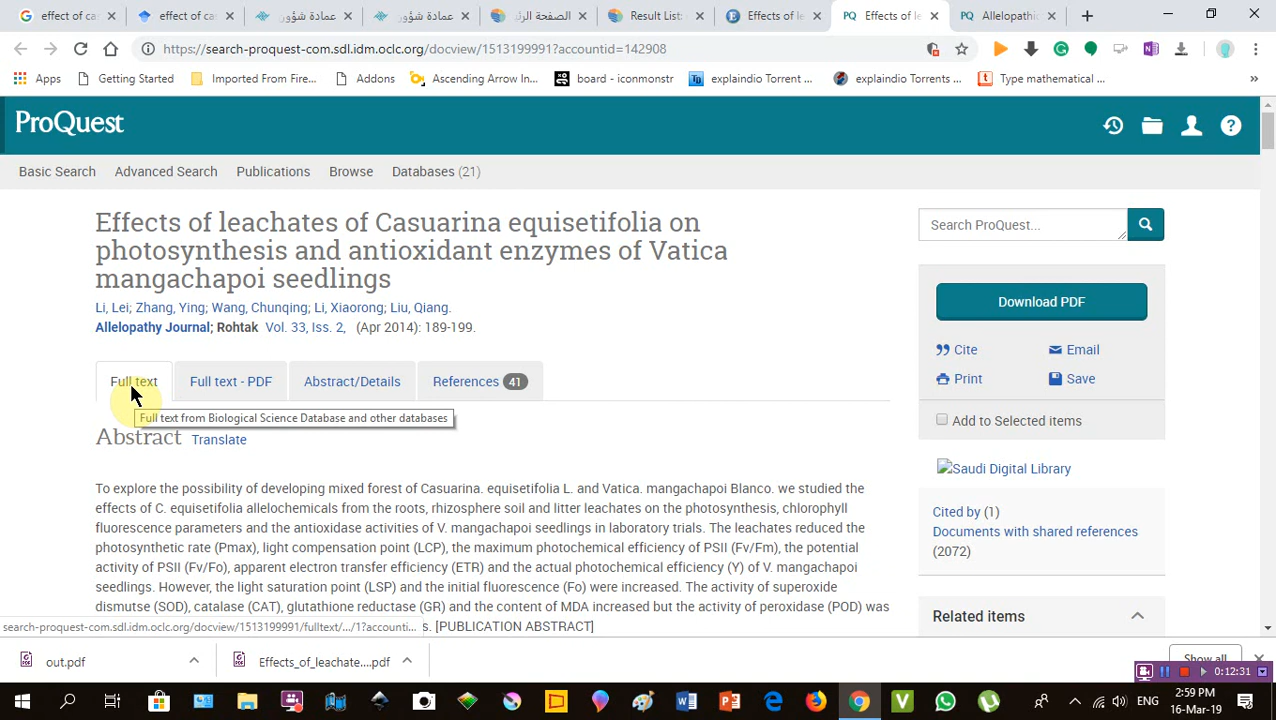 effect of ca
effect of ca
عمادة شؤور
عمادة شؤور
الصفحة الرئ
Result List:
Effects of le
Effects of le
Allelopathic
https://search-proquest-com.sdl.idm.oclc.org/docview/1513199991?accountid=142908
Apps
Getting Started
Imported From Fire...
Addons
Ascending Arrow In...
board - iconmonstr
explaindio Torrent ...
explaindio Torrents ...
Type mathematical ...
»
ProQuest
Basic Search
Advanced Search
Publications
Browse
Databases (21)
Effects of leachates of Casuarina equisetifolia on
photosynthesis and antioxidant enzymes of Vatica
mangachapoi seedlings
Li, Lei; Zhang, Ying; Wang, Chunqing; Li, Xiaorong; Liu, Qiang.
Allelopathy Journal; Rohtak Vol. 33, Iss. 2, (Apr 2014): 189-199.
Search ProQuest...
Download PDF
Cite
Email
Print
Save
Add to Selected items
Full text
Full text - PDF
Abstract/Details
References 41
Full text from Biological Science Database and other databases
Abstract Translate
Saudi Digital Library
To explore the possibility of developing mixed forest of Casuarina. equisetifolia L. and Vatica. mangachapoi Blanco. we studied the
effects of C. equisetifolia allelochemicals from the roots, rhizosphere soil and litter leachates on the photosynthesis, chlorophyll
fluorescence parameters and the antioxidase activities of V. mangachapoi seedlings in laboratory trials. The leachates reduced the
photosynthetic rate (Pmax), light compensation point (LCP), the maximum photochemical efficiency of PSII (Fv/Fm), the potential
activity of PSII (Fv/Fo), apparent electron transfer efficiency (ETR) and the actual photochemical efficiency (Y) of V. mangachapoi
seedlings. However, the light saturation point (LSP) and the initial fluorescence (Fo) were increased. The activity of superoxide
dismutse (SOD), catalase (CAT), glutathione reductase (GR) and the content of MDA increased but the activity of peroxidase (POD) was
s. [PUBLICATION ABSTRACT]
Cited by (1)
Documents with shared references
(2072)
Related items
search-proquest-com.sdl.idm.oclc.org/docview/1513199991/fulltext/.../1?accounti...
out.pdf
Effects_of_leachate....pdf
Show all
0:12:31
ENG
2:59 PM
16-Mar-19